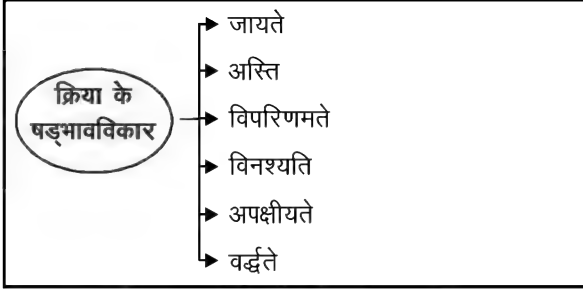 क्रिया के
षड्भावविकार
जायते
अस्ति
विपरिणमते
विनश्यति
अपक्षीयते
वर्द्धते